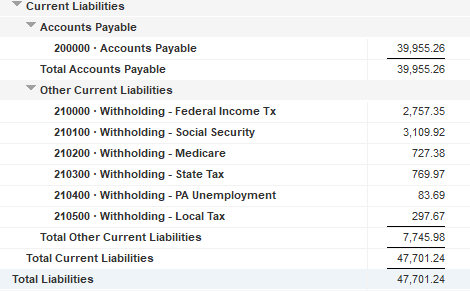 Current Liabilities
Accounts Payable
200000 · Accounts Payable 39,955.26
Total Accounts Payable 39,955.26
Other Current Liabilities
210000 · Withholding - Federal Income Tx 2,757.35
210100 · Withholding - Social Security 3,109.92
210200 · Withholding - Medicare 727.38
210300 · Withholding - State Tax 769.97
210400 · Withholding - PA Unemployment 83.69
210500 · Withholding - Local Tax 297.67
Total Other Current Liabilities 7,745.98
Total Current Liabilities 47,701.24
Total Liabilities 47,701.24